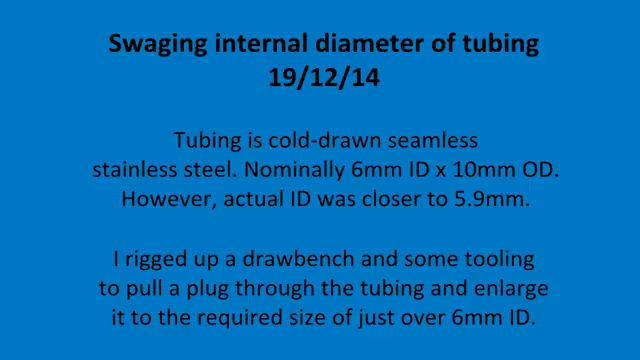 Swaging internal diameter of tubing
19/12/14
Tubing is cold-drawn seamless
stainless steel. Nominally 6mm ID x 10mm OD.
However, actual ID was closer to 5.9mm.
I rigged up a drawbench and some tooling
to pull a plug through the tubing and enlarge
it to the required size of just over 6mm ID.